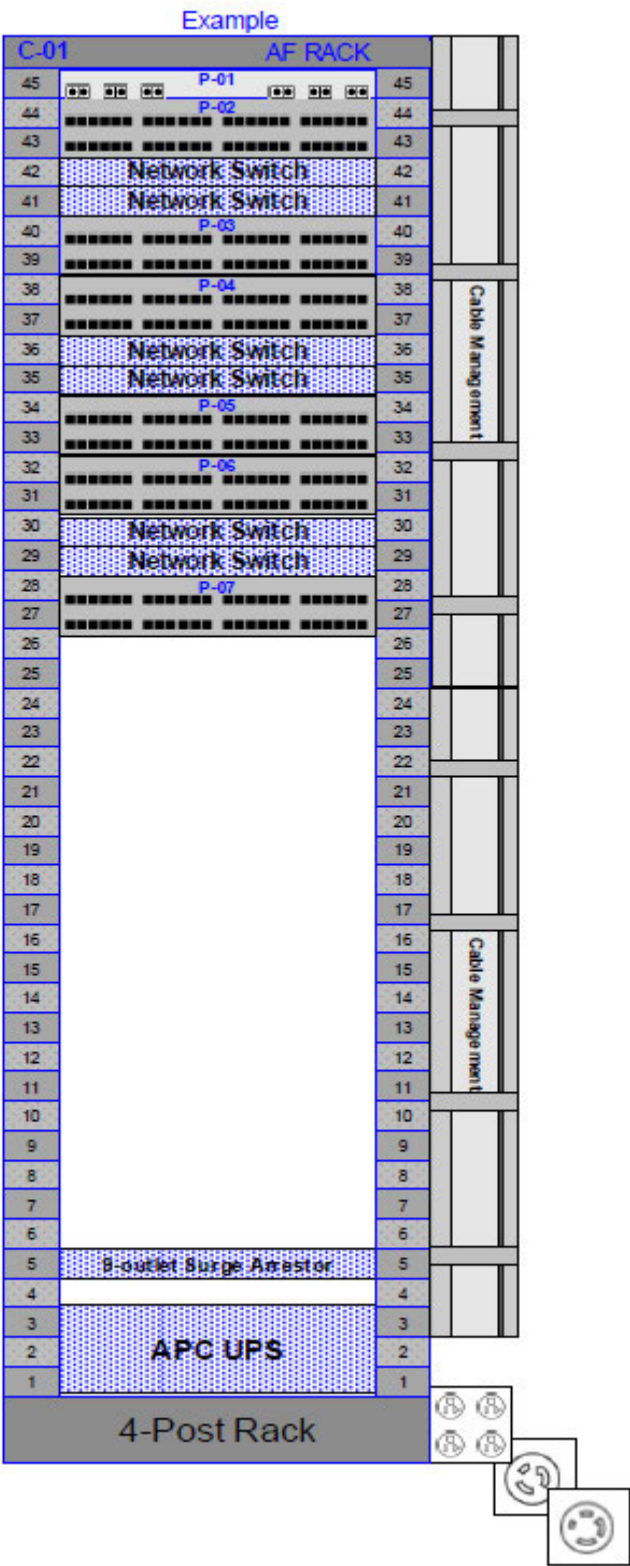 Example
C-01 AF RACK
45 P-01 45
44 P-02 44
43 43
42 Network Switch 42
41 Network Switch 41
40 P-03 40
39 39
38 P-04 38
37 37
36 Network Switch 36
35 Network Switch 35
34 P-05 34
33 33
32 P-06 32
31 31
30 Network Switch 30
29 Network Switch 29
28 P-07 28
27 27
26 26
25 25
24 24
23 23
22 22
21 21
20 20
19 19
18 18
17 17
16 16
15 15
14 14
13 13
12 12
11 11
10 10
9 9
8 8
7 7
6 6
5 9-outlet Surge Arrestor 5
4 4
3 3
2 APC UPS 2
1 1
4-Post Rack
Cable Management
Cable Management